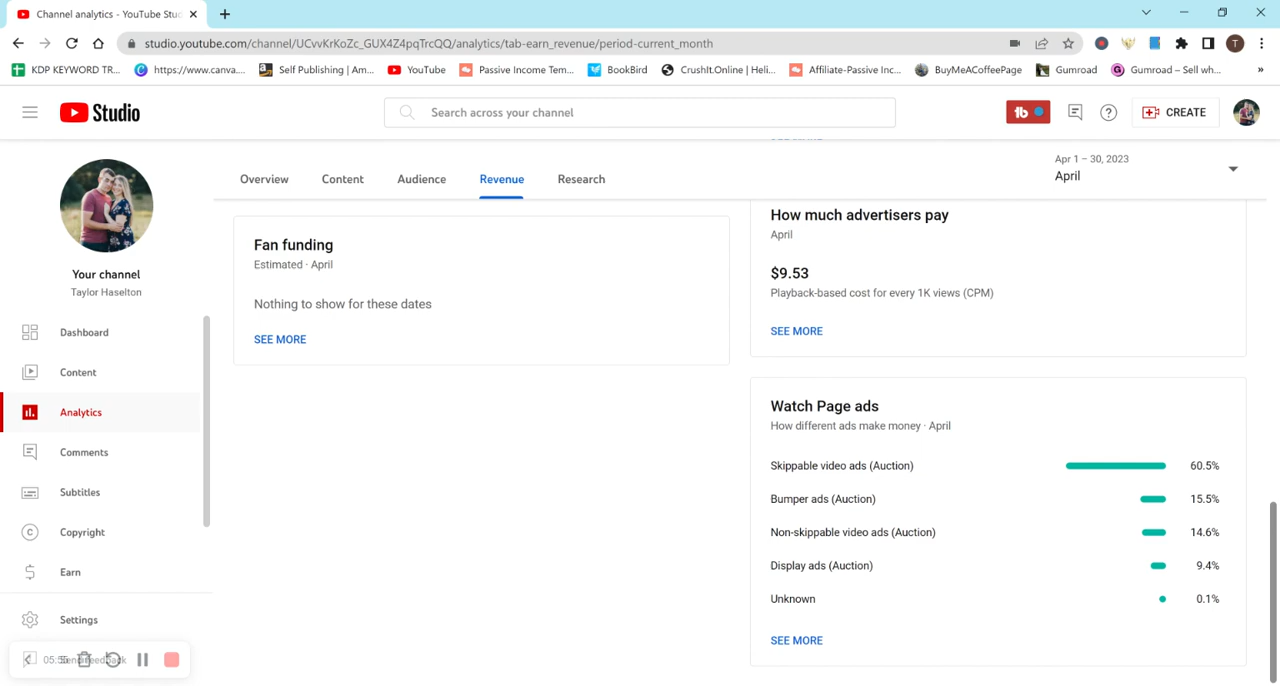 Channel analytics - YouTube Stud
studio.youtube.com/channel/UCvvKrKoZc_GUX4Z4pqTrcQQ/analytics/tab-earn_revenue/period-current_month
T
KDP KEYWORD TR...
https://www.canva....
Self Publishing | Am...
YouTube
Passive Income Tem...
BookBird
CrushIt.Online | Heli...
Affiliate-Passive Inc...
BuyMeACoffeePage
Gumroad
Gumroad – Sell wh...
»
Studio
Search across your channel
tb
CREATE
Apr 1 – 30, 2023
April
Overview
Content
Audience
Revenue
Research
Your channel
Taylor Haselton
Dashboard
Content
Analytics
Comments
Subtitles
Copyright
Earn
Settings
Send feedback
Fan funding
Estimated · April
Nothing to show for these dates
SEE MORE
How much advertisers pay
April
$9.53
Playback-based cost for every 1K views (CPM)
SEE MORE
Watch Page ads
How different ads make money · April
Skippable video ads (Auction) 60.5%
Bumper ads (Auction) 15.5%
Non-skippable video ads (Auction) 14.6%
Display ads (Auction) 9.4%
Unknown 0.1%
SEE MORE